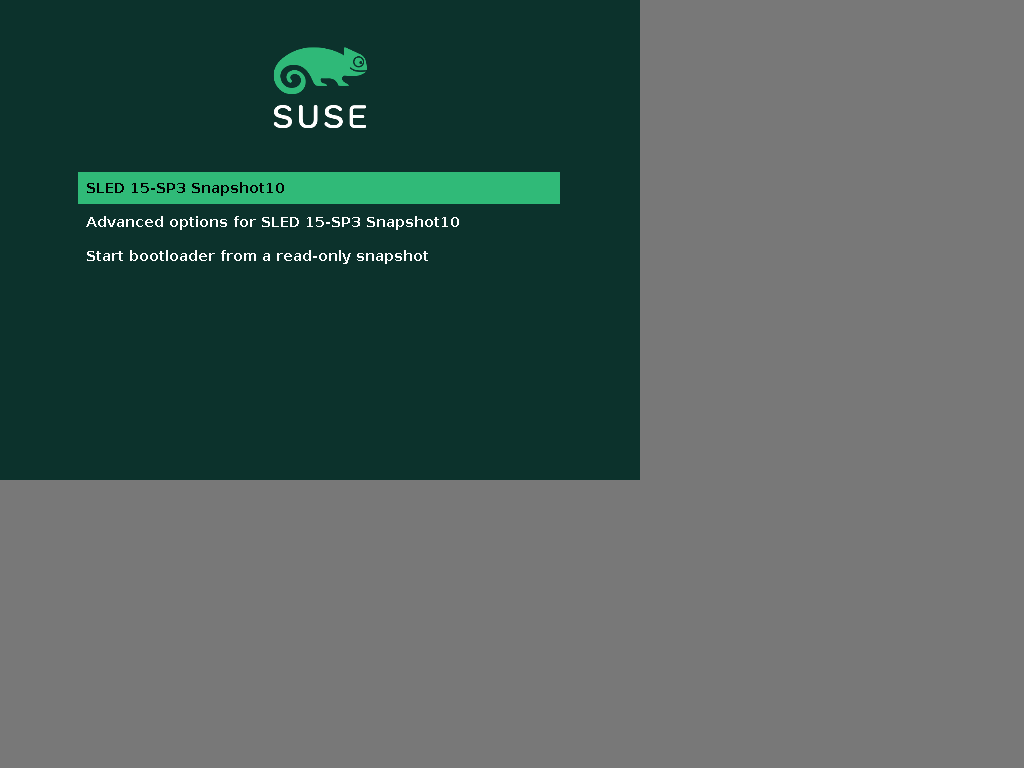 SUSE
SLED 15-SP3 Snapshot10
Advanced options for SLED 15-SP3 Snapshot10
Start bootloader from a read-only snapshot